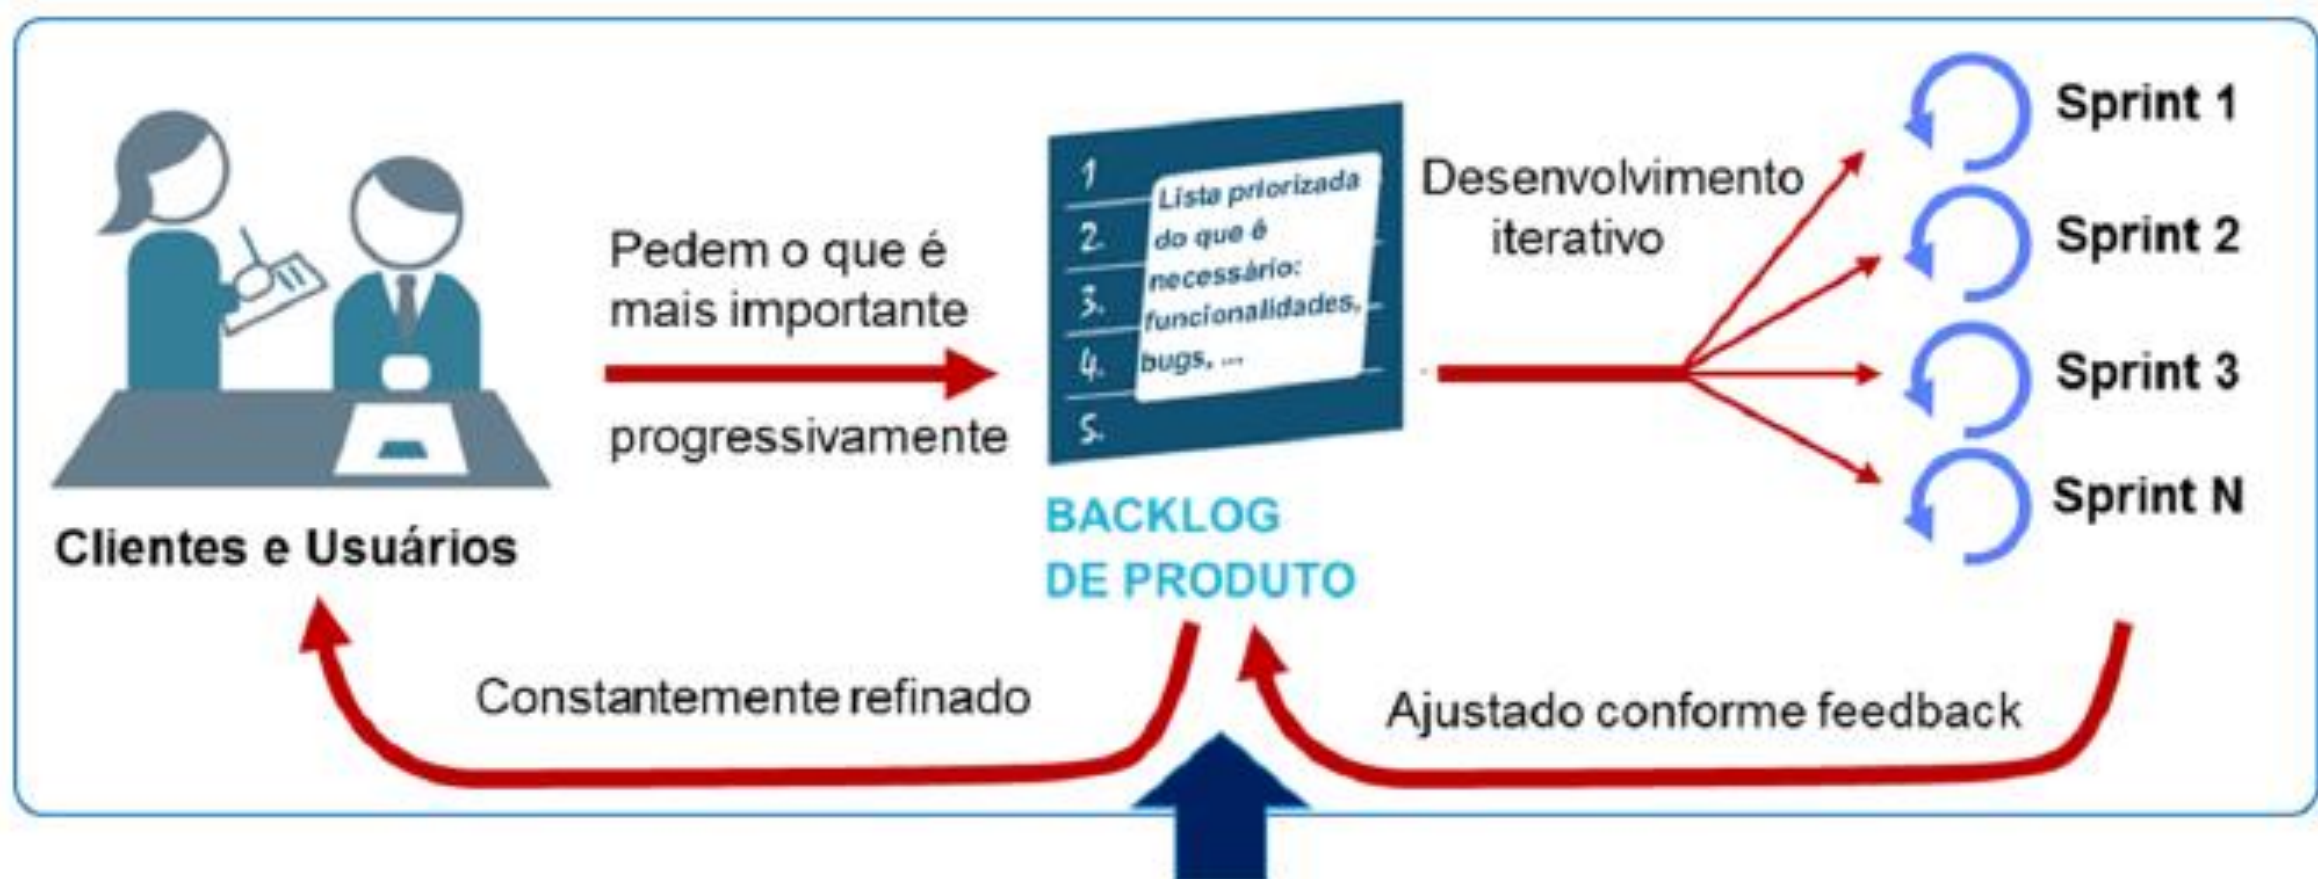 Clientes e Usuários
Pedem o que é
mais importante
progressivamente
1
2.
3.
4.
5.
Lista priorizada
do que é
necessário:
funcionalidades,
bugs, ...
BACKLOG
DE PRODUTO
Desenvolvimento
iterativo
Sprint 1
Sprint 2
Sprint 3
Sprint N
Constantemente refinado
Ajustado conforme feedback